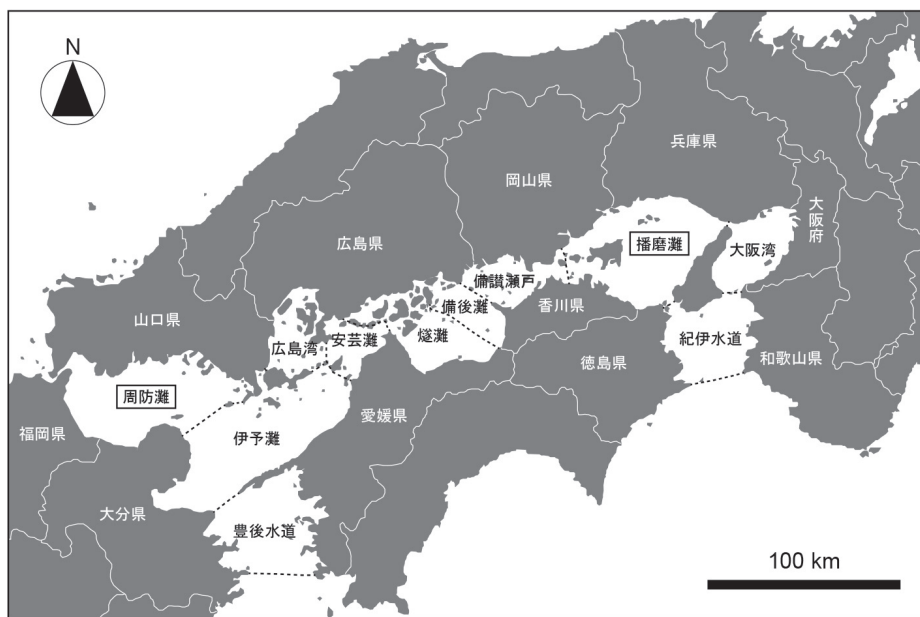 N
兵庫県
岡山県
大阪府
広島県
播磨灘
大阪湾
備讃瀬戸
香川県
備後灘
山口県
安芸灘
燧灘
広島湾
紀伊水道
徳島県
和歌山県
周防灘
愛媛県
福岡県
伊予灘
大分県
豊後水道
100 km